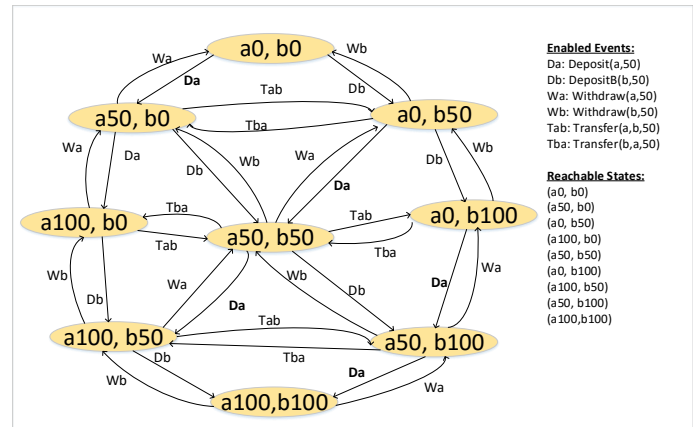 a0, b0
Wa
Wb
Da
Db
Tab
a50, b0
a0, b50
Tba
Wa
Da
Db
Wb
Wa
Da
Db
Wb
a100, b0
Tba
Tab
a50, b50
Tab
Tba
a0, b100
Wb
Db
Wa
Da
Wb
Db
Da
Wa
a100, b50
Tab
Tba
a50, b100
Db
Wb
Da
Wa
a100,b100
Enabled Events:
Da: Deposit(a,50)
Db: DepositB(b,50)
Wa: Withdraw(a,50)
Wb: Withdraw(b,50)
Tab: Transfer(a,b,50)
Tba: Transfer(b,a,50)
Reachable States:
(a0, b0)
(a50, b0)
(a0, b50)
(a100, b0)
(a50, b50)
(a0, b100)
(a100, b50)
(a50, b100)
(a100,b100)